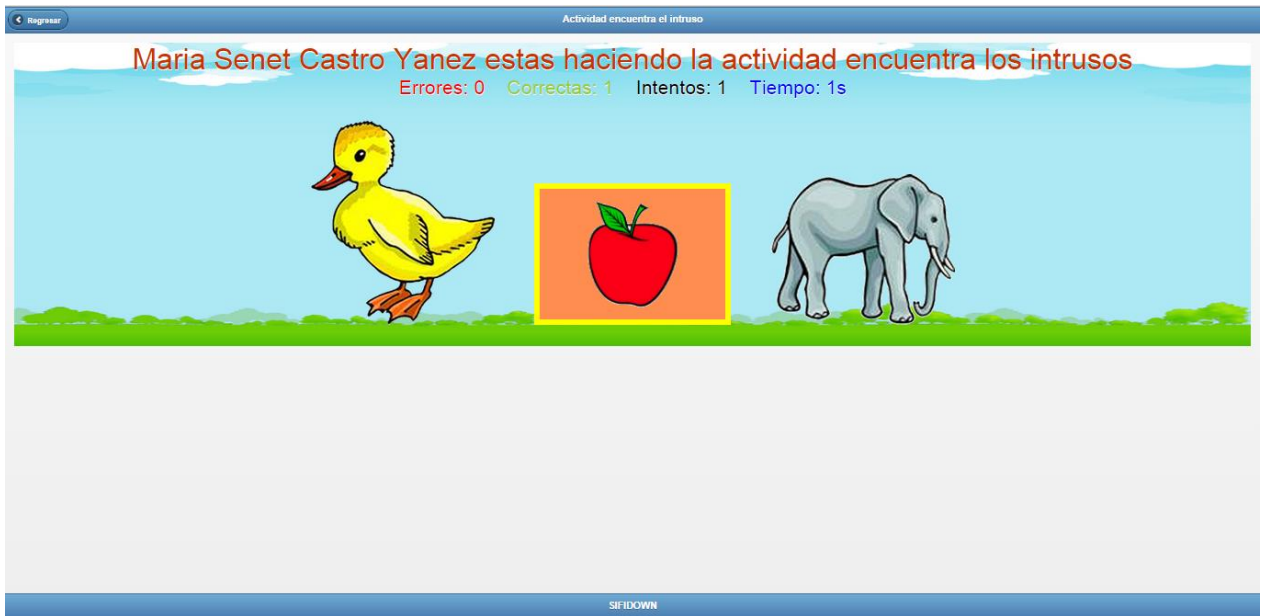 Regresar
Actividad encuentra el intruso
Maria Senet Castro Yanez estas haciendo la actividad encuentra los intrusos
Errores: 0 Correctas: 1 Intentos: 1 Tiempo: 1s
SIFIDOWN